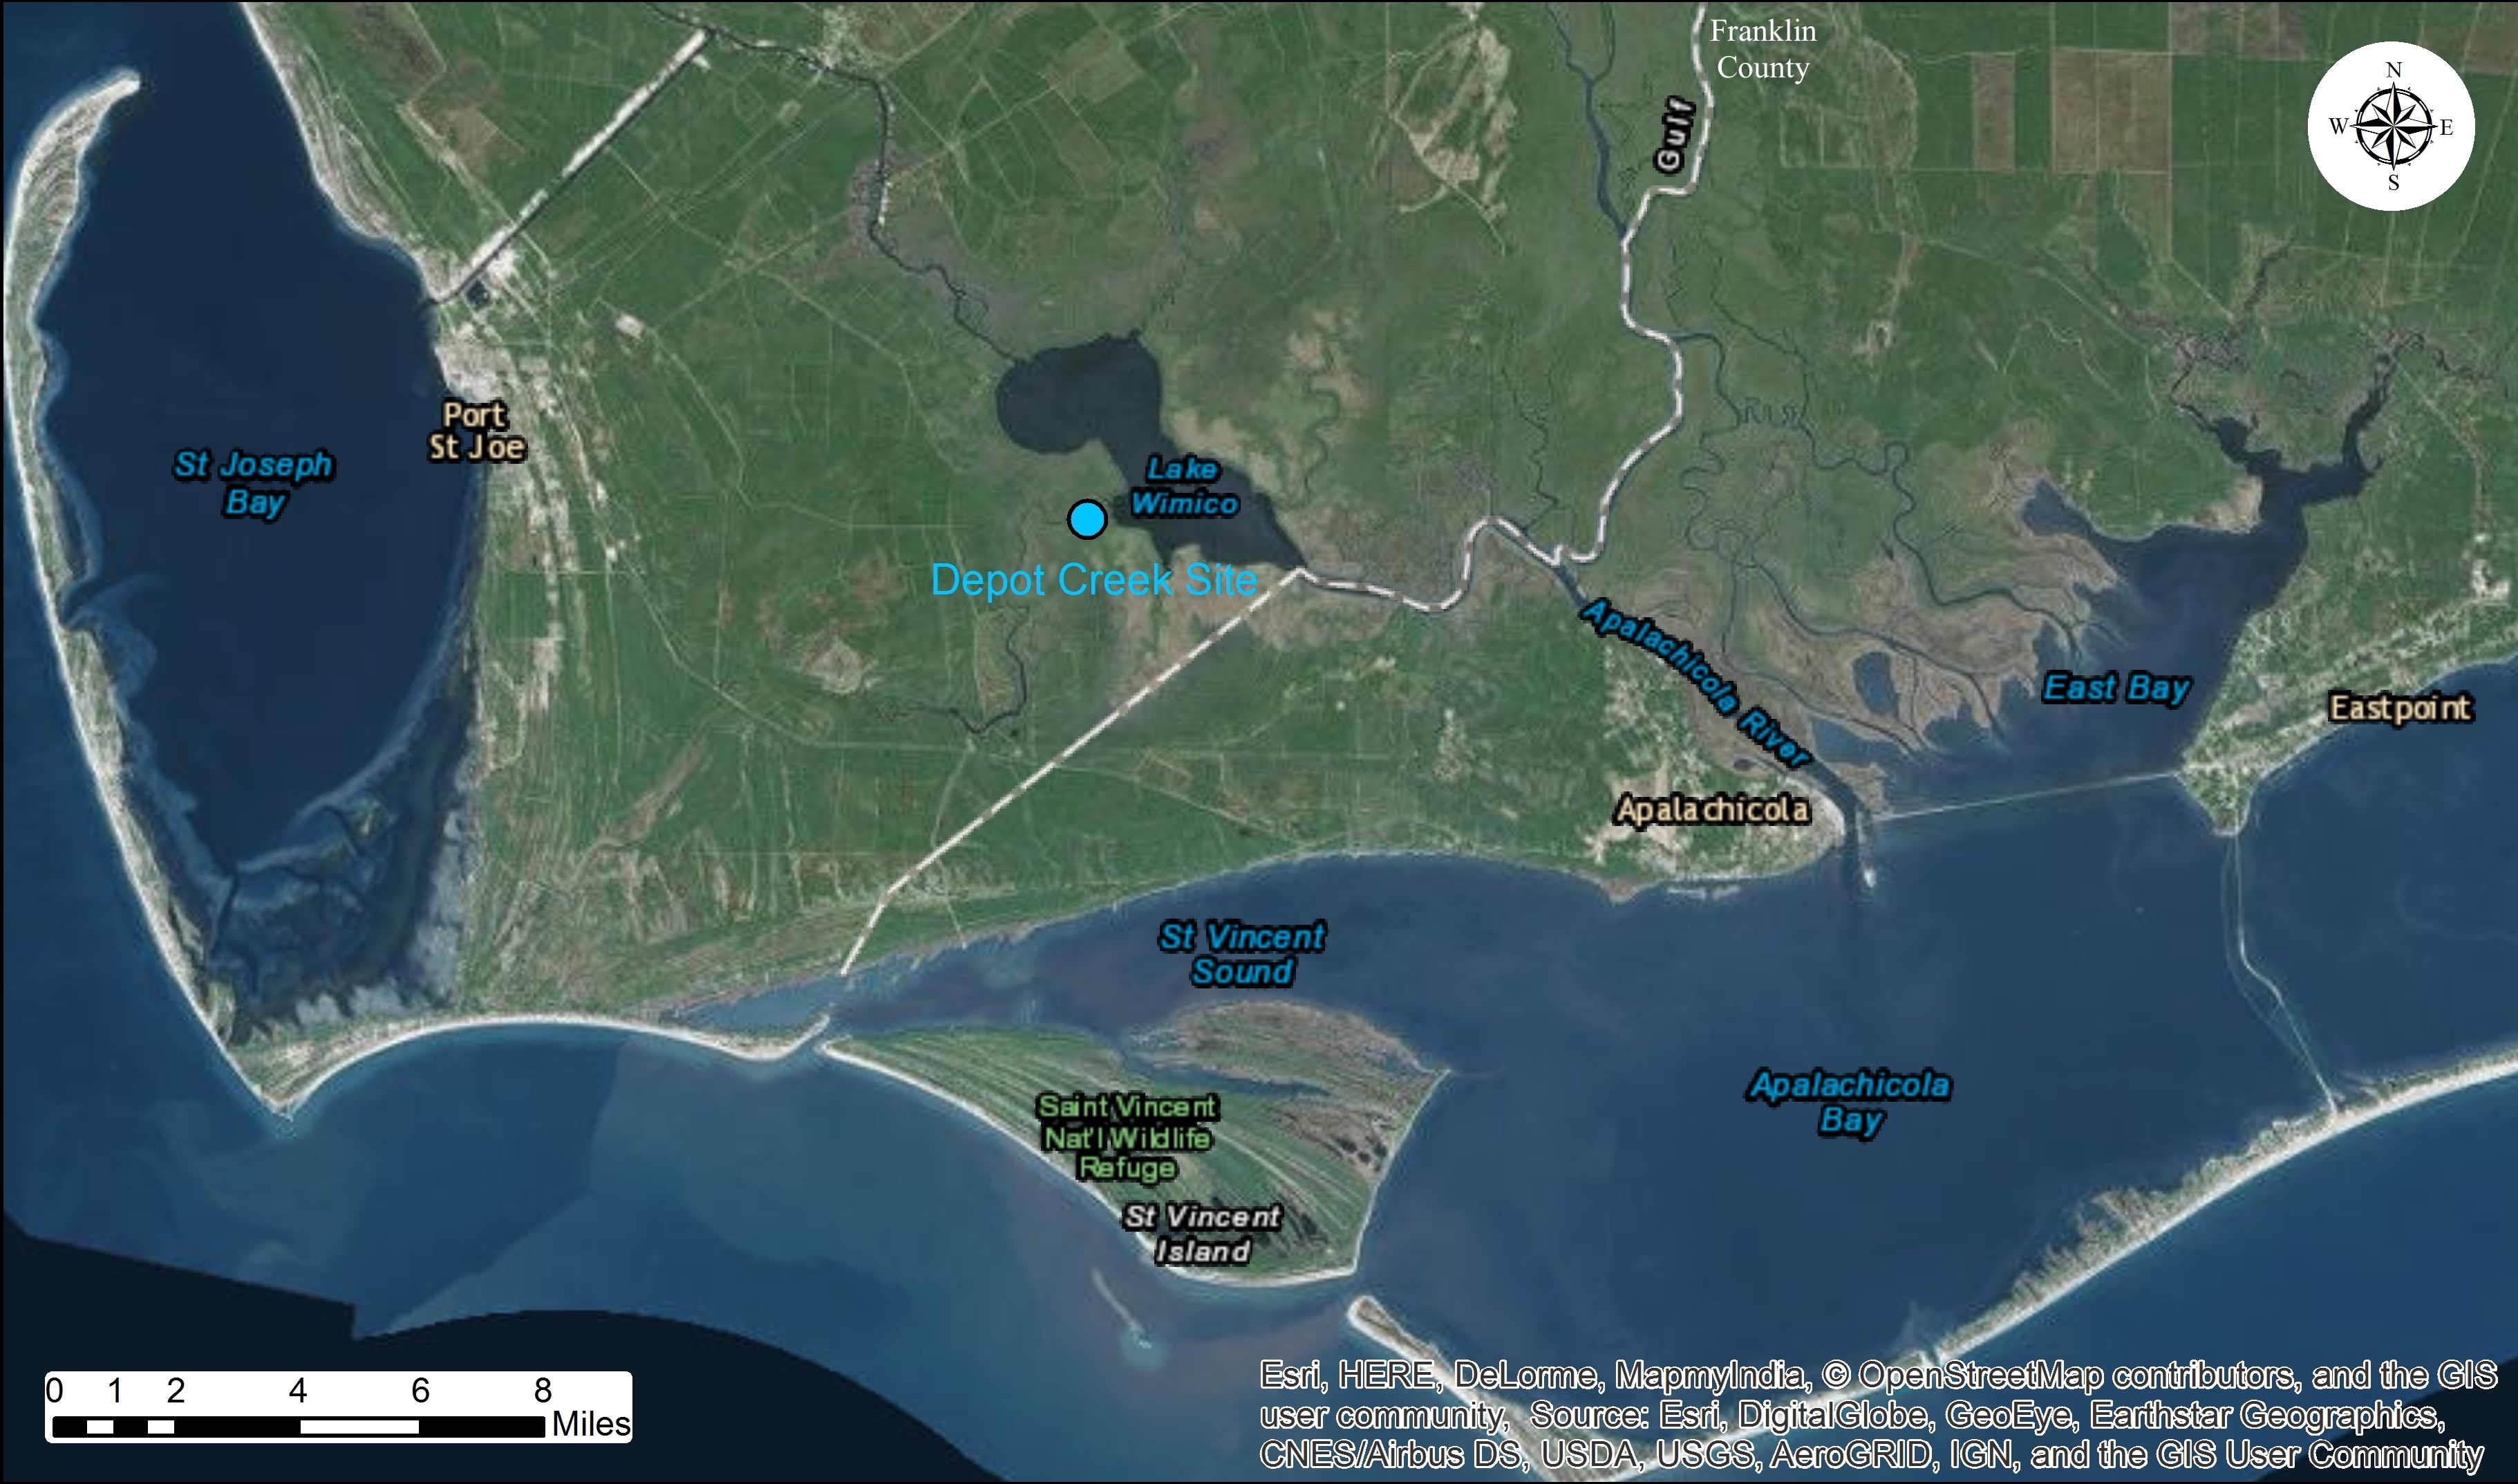 Franklin
County
N
W
E
S
Gulf
Port
St Joe
St Joseph
Bay
Lake
Wimico
Depot Creek Site
Apalachicola River
East Bay
Eastpoint
Apalachicola
St Vincent
Sound
Saint Vincent
Nat'l Wildlife
Refuge
St Vincent
Island
Apalachicola
Bay
0 1 2 4 6 8
Miles
Esri, HERE, DeLorme, MapmyIndia, © OpenStreetMap contributors, and the GIS
user community, Source: Esri, DigitalGlobe, GeoEye, Earthstar Geographics,
CNES/Airbus DS, USDA, USGS, AeroGRID, IGN, and the GIS User Community